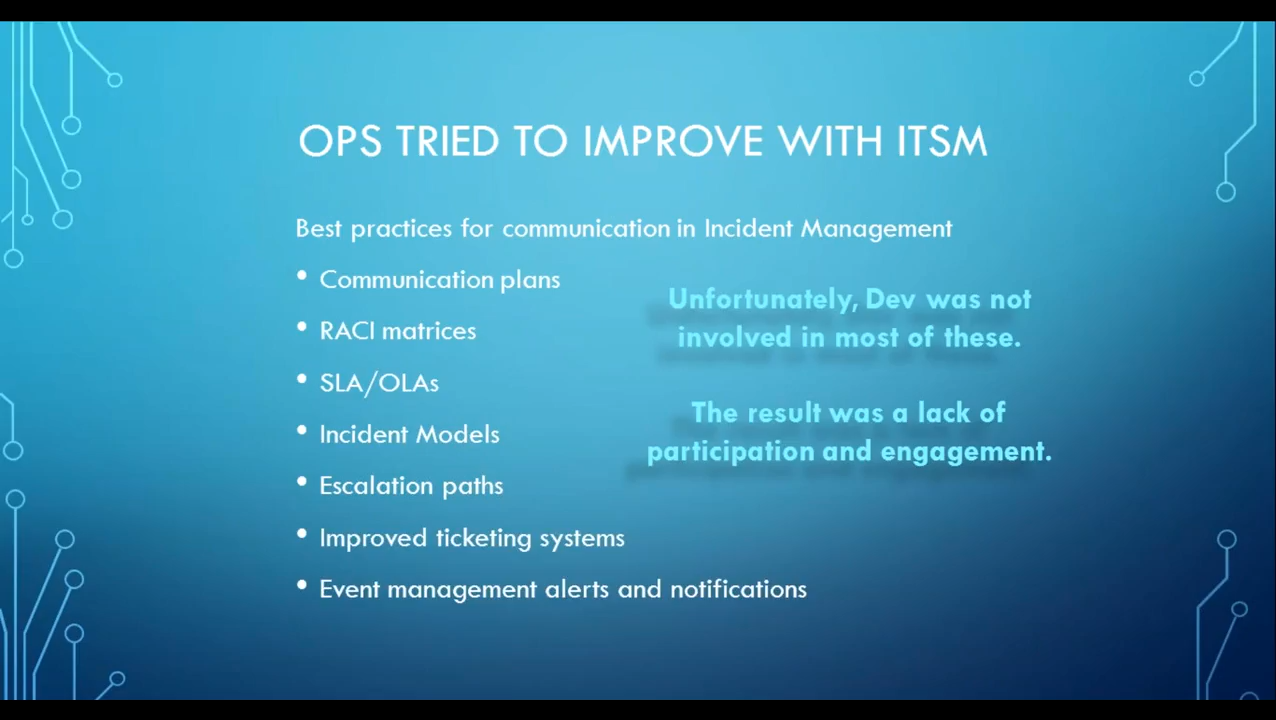 OPS TRIED TO IMPROVE WITH ITSM
Best practices for communication in Incident Management
• Communication plans
• RACI matrices
• SLA/OLAs
• Incident Models
• Escalation paths
• Improved ticketing systems
• Event management alerts and notifications
Unfortunately, Dev was not
involved in most of these.
The result was a lack of
participation and engagement.